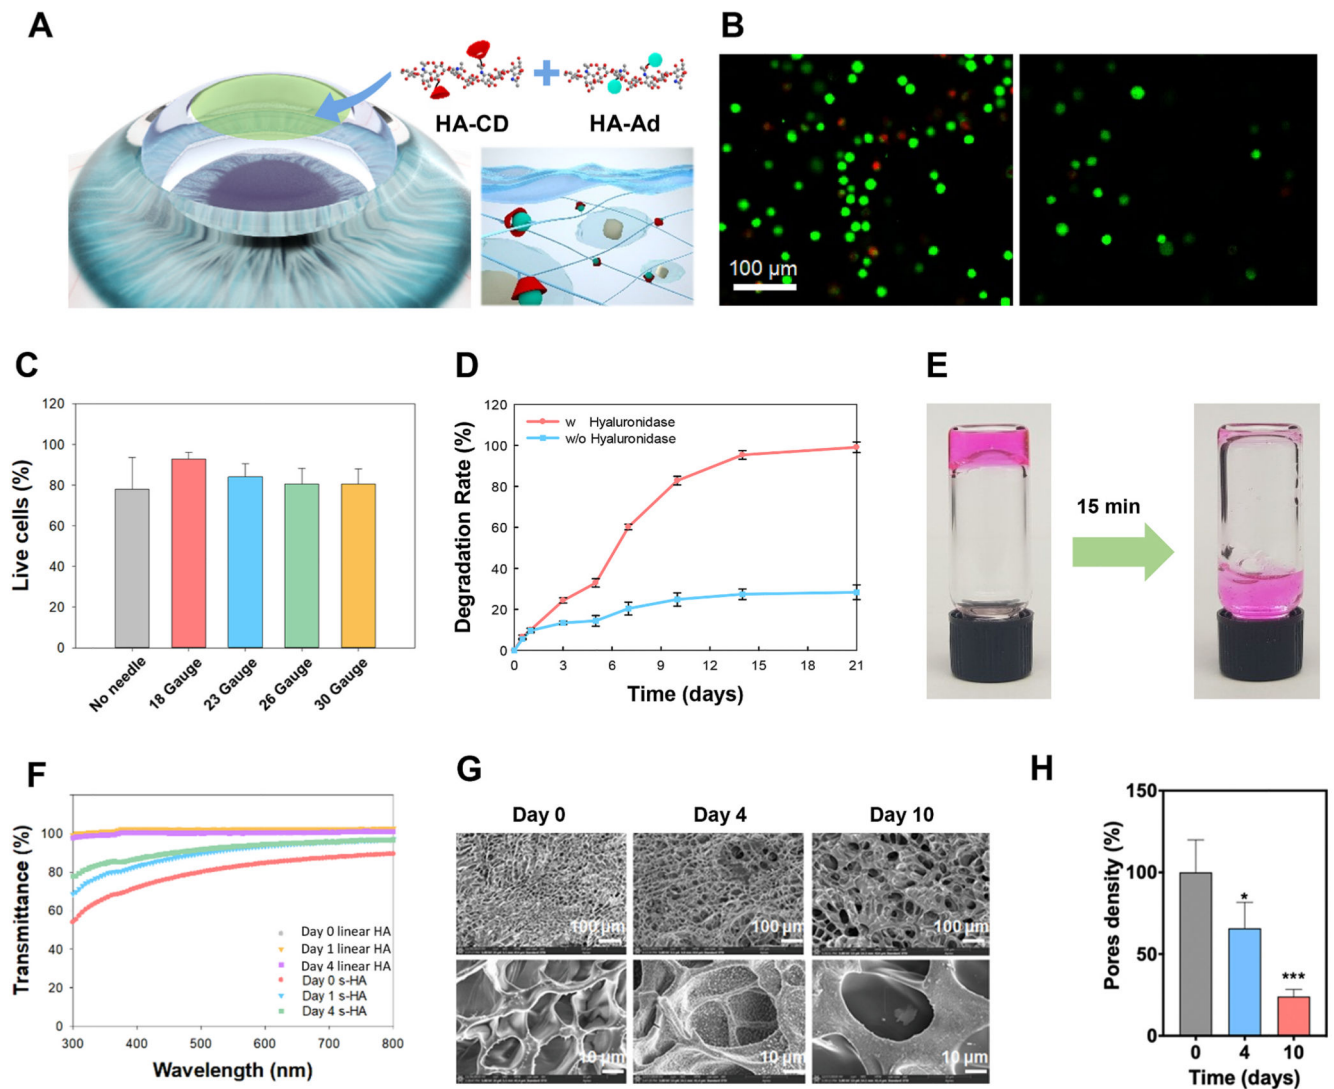 A
HA-CD
HA-Ad
B
100 µm
C
Live cells (%)
120
100
80
60
40
20
0
No needle
18 Gauge
23 Gauge
26 Gauge
30 Gauge
D
Degradation Rate (%)
120
100
80
60
40
20
0
w Hyaluronidase
w/o Hyaluronidase
0 3 6 9 12 15 18 21
Time (days)
E
15 min
F
Transmittance (%)
100
80
60
40
20
0
Day 0 linear HA
Day 1 linear HA
Day 4 linear HA
Day 0 s-HA
Day 1 s-HA
Day 4 s-HA
300 400 500 600 700 800
Wavelength (nm)
G
Day 0 Day 4 Day 10
100 µm 100 µm 100 µm
10 µm 10 µm 10 µm
H
Pores density (%)
150
100
50
0
*
***
0 4 10
Time (days)